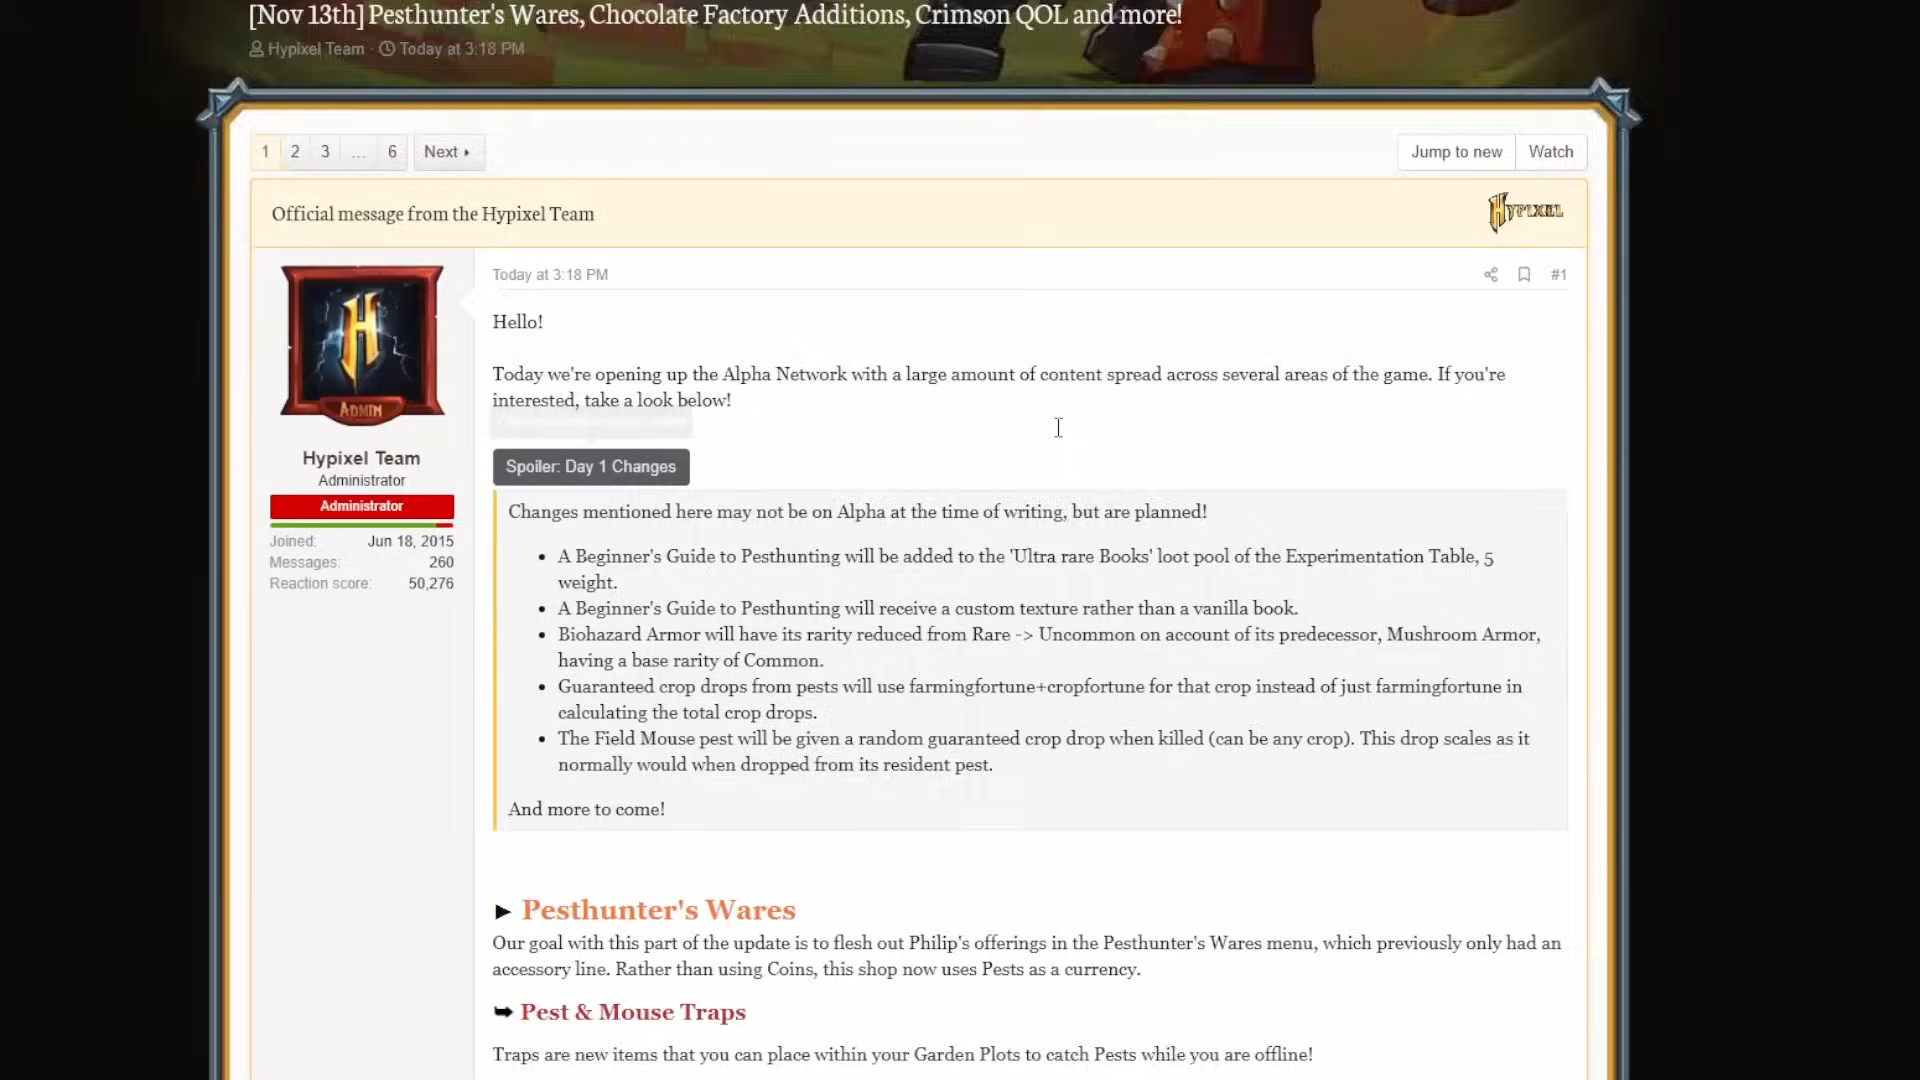 [Nov 13th] Pesthunter's Wares, Chocolate Factory Additions, Crimson QOL and more!
Hypixel Team · Today at 3:18 PM
1 2 3 ... 6 Next
Jump to new Watch
Official message from the Hypixel Team
HYPIXEL
ADMIN
Hypixel Team
Administrator
Administrator
Joined: Jun 18, 2015
Messages: 260
Reaction score: 50,276
Today at 3:18 PM
#1
Hello!
Today we're opening up the Alpha Network with a large amount of content spread across several areas of the game. If you're
interested, take a look below!
Spoiler: Day 1 Changes
Changes mentioned here may not be on Alpha at the time of writing, but are planned!
• A Beginner's Guide to Pesthunting will be added to the 'Ultra rare Books' loot pool of the Experimentation Table, 5
weight.
• A Beginner's Guide to Pesthunting will receive a custom texture rather than a vanilla book.
• Biohazard Armor will have its rarity reduced from Rare -> Uncommon on account of its predecessor, Mushroom Armor,
having a base rarity of Common.
• Guaranteed crop drops from pests will use farmingfortune+cropfortune for that crop instead of just farmingfortune in
calculating the total crop drops.
• The Field Mouse pest will be given a random guaranteed crop drop when killed (can be any crop). This drop scales as it
normally would when dropped from its resident pest.
And more to come!
► Pesthunter's Wares
Our goal with this part of the update is to flesh out Philip's offerings in the Pesthunter's Wares menu, which previously only had an
accessory line. Rather than using Coins, this shop now uses Pests as a currency.
➥ Pest & Mouse Traps
Traps are new items that you can place within your Garden Plots to catch Pests while you are offline!